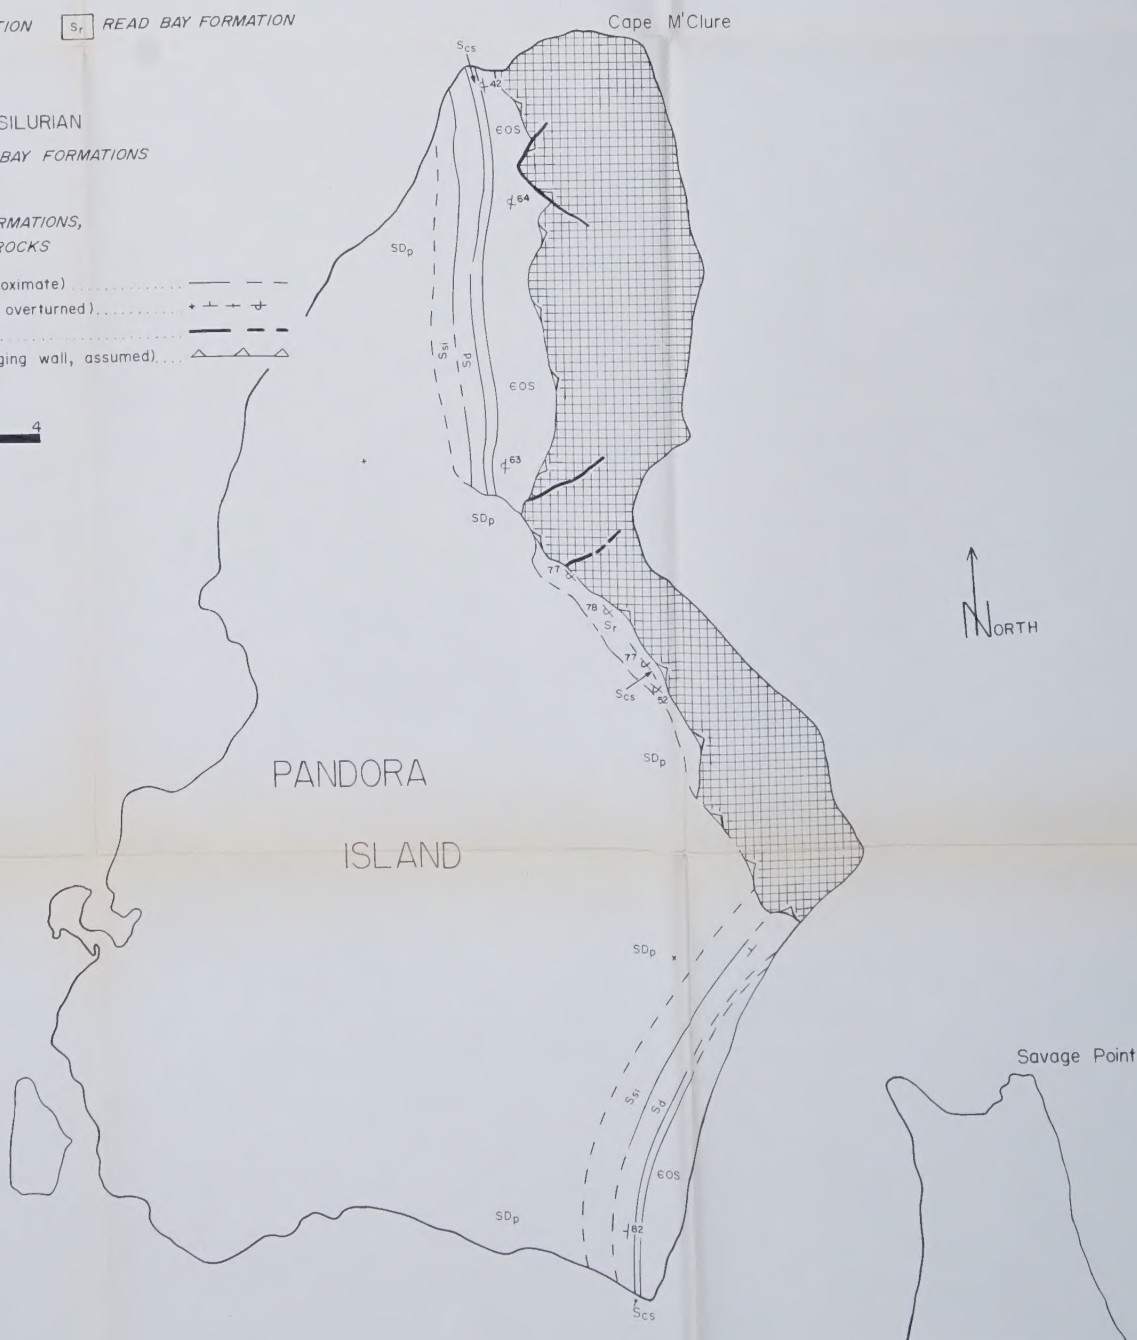 TION Sr READ BAY FORMATION
SILURIAN
BAY FORMATIONS
RMATIONS,
ROCKS
oximate)..........
overturned)..........
..........
ging wall, assumed)....
4
Cape M'Clure
Scs
42
ЄOS
64
SDp
Ssi
Sd
ЄOS
63
SDp
77
78
Sr
77
Scs
52
SDp
NORTH
PANDORA
ISLAND
SDp
Savage Point
Ssi
Sd
ЄOS
SDp
82
Scs